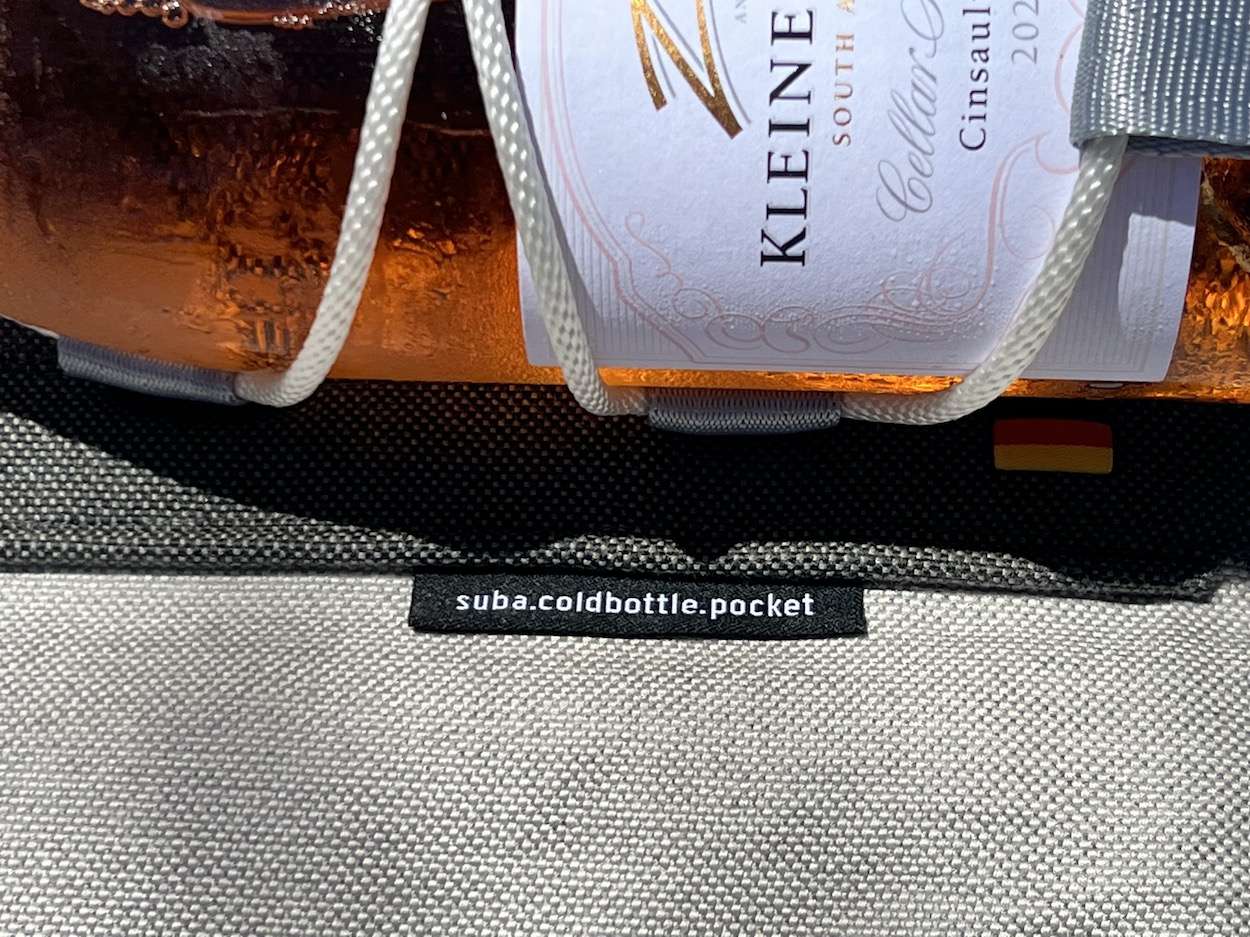 KLEINE
SOUTH
Cellar
Cinsaul
202
suba.coldbottle.pocket